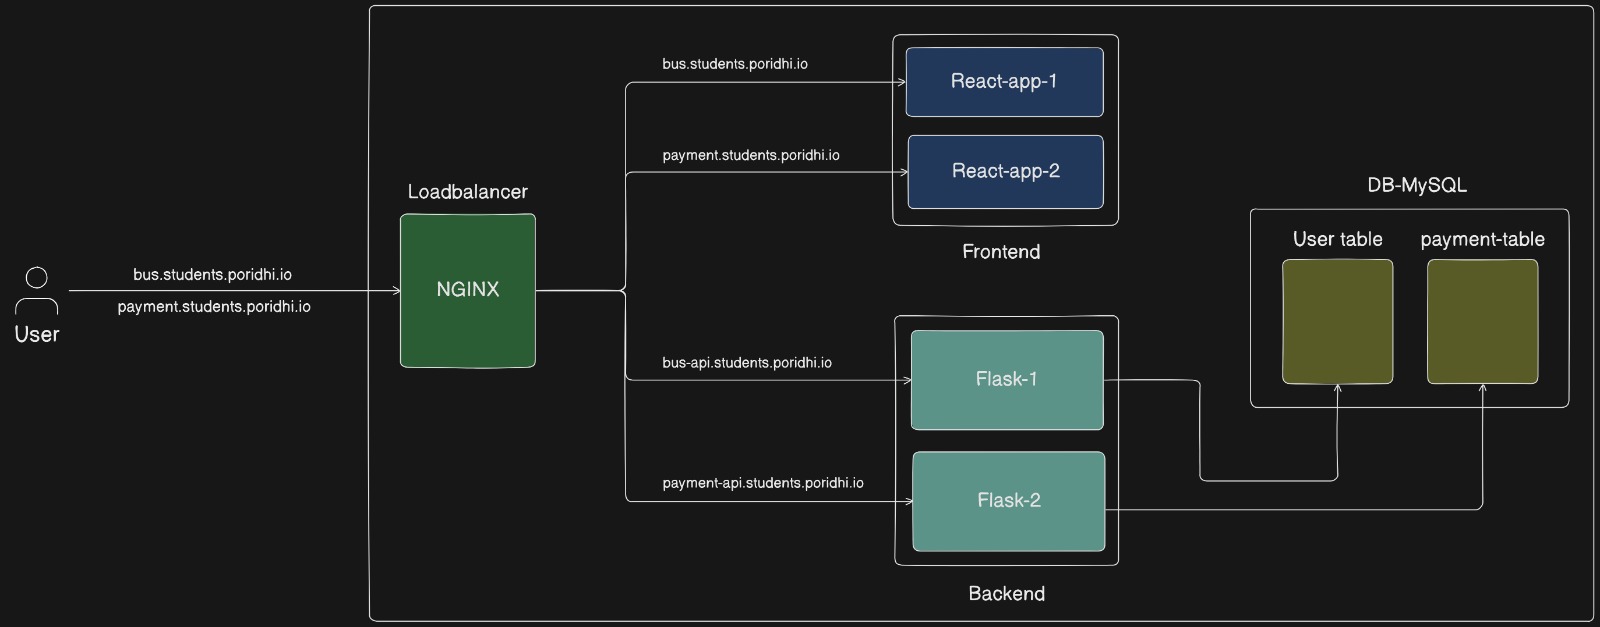 bus.students.poridhi.io
payment.students.poridhi.io
User
Loadbalancer
NGINX
bus.students.poridhi.io
React-app-1
payment.students.poridhi.io
React-app-2
Frontend
bus-api.students.poridhi.io
Flask-1
payment-api.students.poridhi.io
Flask-2
Backend
DB-MySQL
User table
payment-table